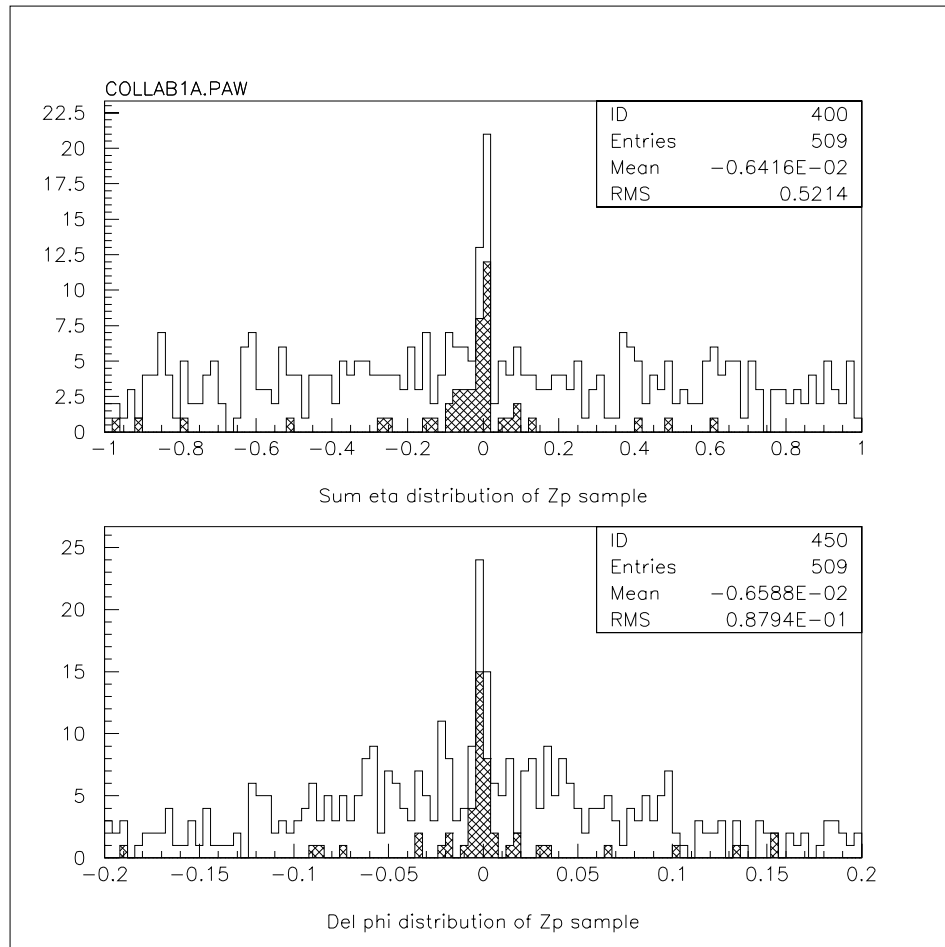 COLLAB1A.PAW
ID 400
Entries 509
Mean -0.6416E-02
RMS 0.5214
22.5
20
17.5
15
12.5
10
7.5
5
2.5
0
-1 -0.8 -0.6 -0.4 -0.2 0 0.2 0.4 0.6 0.8 1
Sum eta distribution of Zp sample
ID 450
Entries 509
Mean -0.6588E-02
RMS 0.8794E-01
25
20
15
10
5
0
-0.2 -0.15 -0.1 -0.05 0 0.05 0.1 0.15 0.2
Del phi distribution of Zp sample